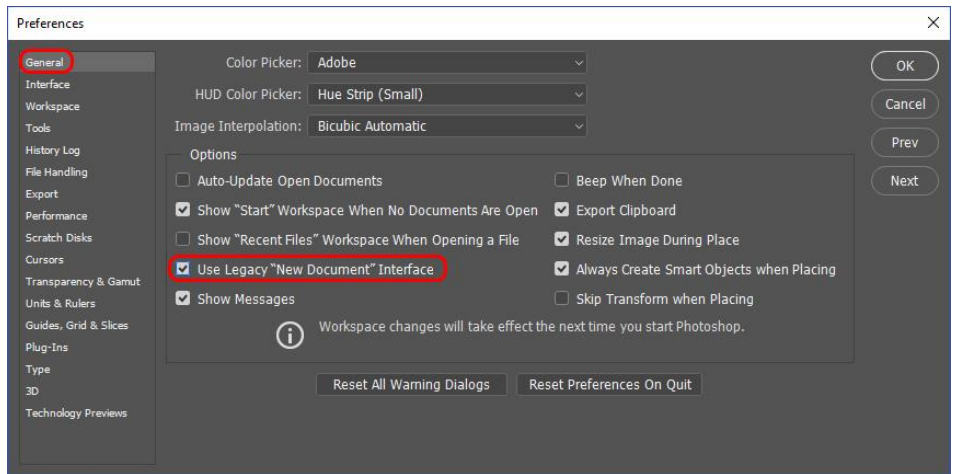 Preferences
General
Interface
Workspace
Tools
History Log
File Handling
Export
Performance
Scratch Disks
Cursors
Transparency & Gamut
Units & Rulers
Guides, Grid & Slices
Plug-Ins
Type
3D
Technology Previews
Color Picker: Adobe
HUD Color Picker: Hue Strip (Small)
Image Interpolation: Bicubic Automatic
Options
Auto-Update Open Documents
Show “Start” Workspace When No Documents Are Open
Show “Recent Files” Workspace When Opening a File
Use Legacy “New Document” Interface
Show Messages
Beep When Done
Export Clipboard
Resize Image During Place
Always Create Smart Objects when Placing
Skip Transform when Placing
Workspace changes will take effect the next time you start Photoshop.
Reset All Warning Dialogs
Reset Preferences On Quit
OK
Cancel
Prev
Next